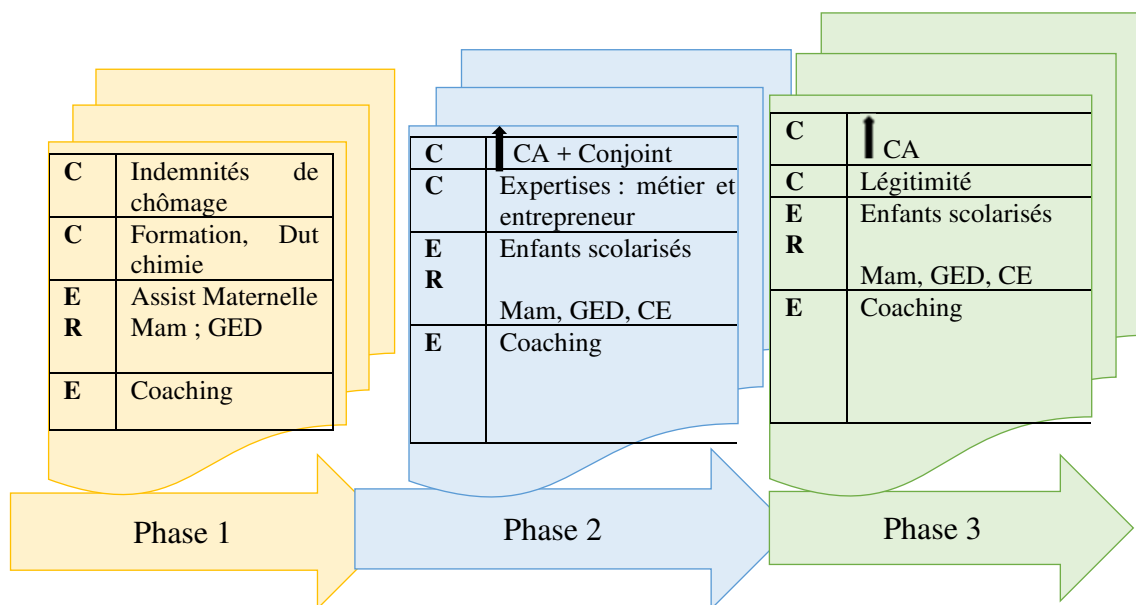 C Indemnités de
chômage
C Formation, Dut
chimie
E Assist Maternelle
R Mam ; GED
E Coaching
C CA + Conjoint
C Expertises : métier et
entrepreneur
E Enfants scolarisés
R
Mam, GED, CE
E Coaching
C
CA
C Légitimité
E Enfants scolarisés
R
Mam, GED, CE
E Coaching
Phase 1
Phase 2
Phase 3